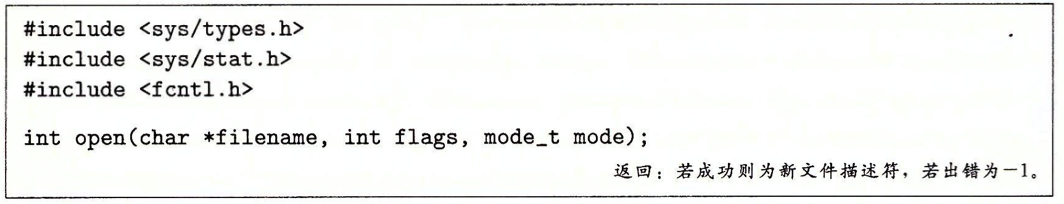 #include <sys/types.h>
#include <sys/stat.h>
#include <fcntl.h>
int open(char *filename, int flags, mode_t mode);
返回：若成功则为新文件描述符，若出错为－1。